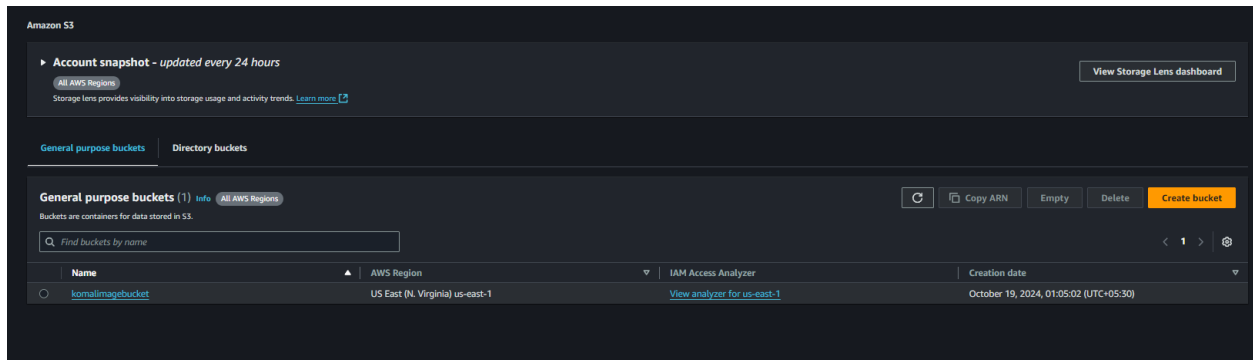 Amazon S3
Account snapshot - updated every 24 hours
All AWS Regions
View Storage Lens dashboard
Storage lens provides visibility into storage usage and activity trends. Learn more
General purpose buckets Directory buckets
General purpose buckets (1) Info All AWS Regions
Copy ARN Empty Delete Create bucket
Buckets are containers for data stored in S3.
Find buckets by name
1
Name AWS Region IAM Access Analyzer Creation date
komalimagebucket US East (N. Virginia) us-east-1 View analyzer for us-east-1 October 19, 2024, 01:05:02 (UTC+05:30)